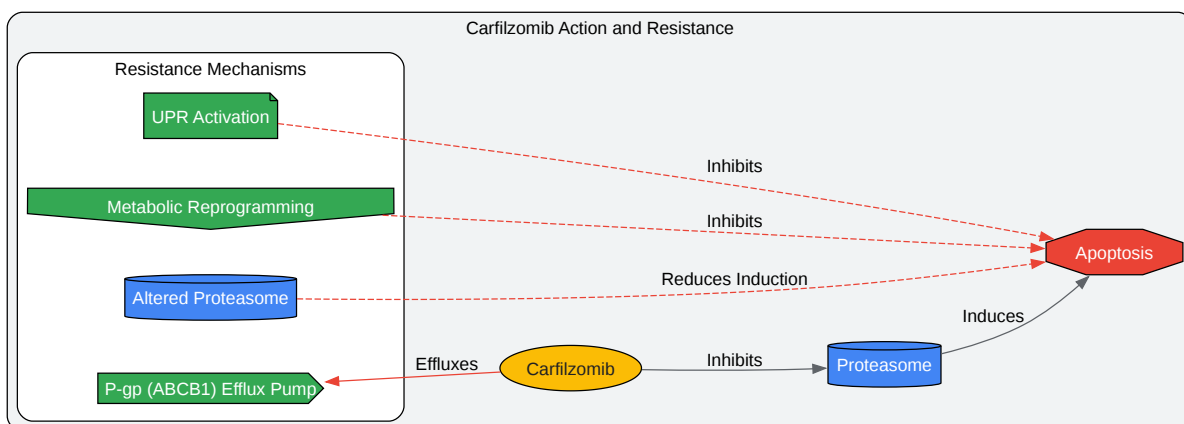 Carfilzomib Action and Resistance
Resistance Mechanisms
UPR Activation
Inhibits
Metabolic Reprogramming
Inhibits
Apoptosis
Altered Proteasome
Reduces Induction
Induces
P-gp (ABCB1) Efflux Pump
Effluxes
Carfilzomib
Inhibits
Proteasome